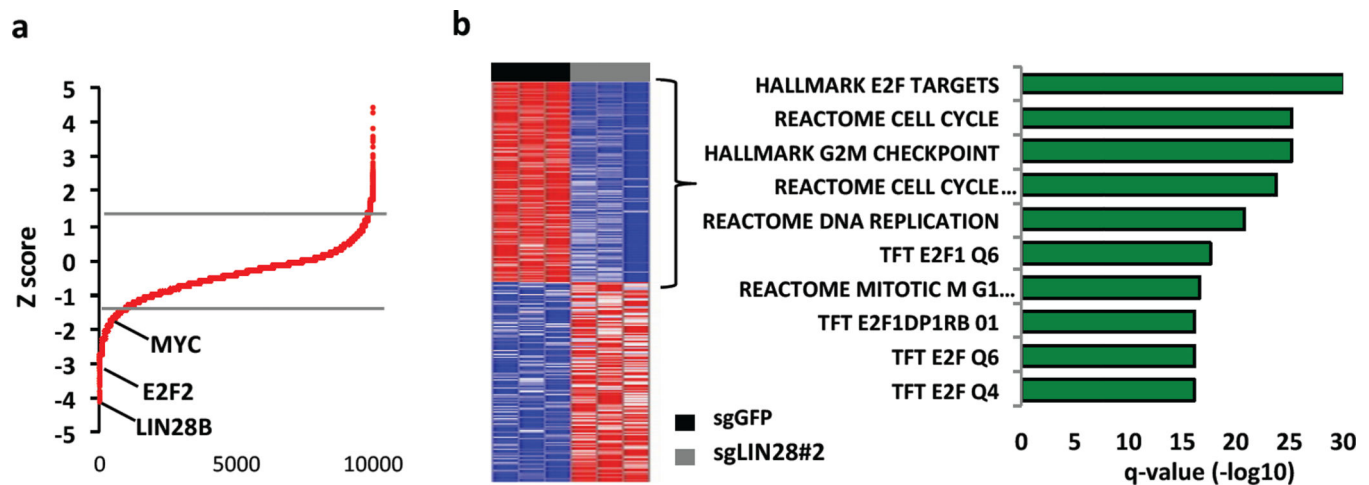 a
Z score
5
4
3
2
1
0
-1
-2
-3
-4
-5
MYC
E2F2
LIN28B
0
5000
10000
b
sgGFP
sgLIN28#2
HALLMARK E2F TARGETS
REACTOME CELL CYCLE
HALLMARK G2M CHECKPOINT
REACTOME CELL CYCLE...
REACTOME DNA REPLICATION
TFT E2F1 Q6
REACTOME MITOTIC M G1...
TFT E2F1DP1RB 01
TFT E2F Q6
TFT E2F Q4
0 5 10 16 20 25 30
q-value (-log10)